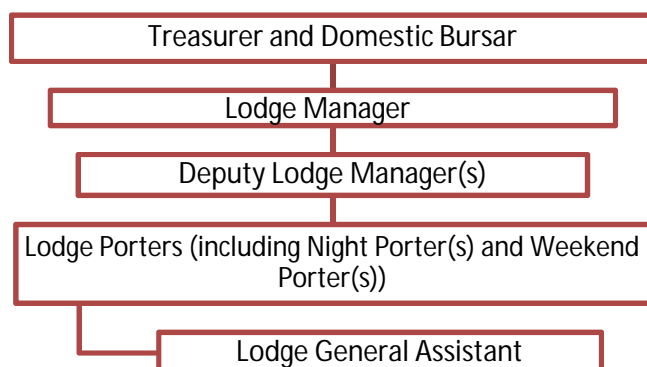 Treasurer and Domestic Bursar
Lodge Manager
Deputy Lodge Manager(s)
Lodge Porters (including Night Porter(s) and Weekend
Porter(s))
Lodge General Assistant